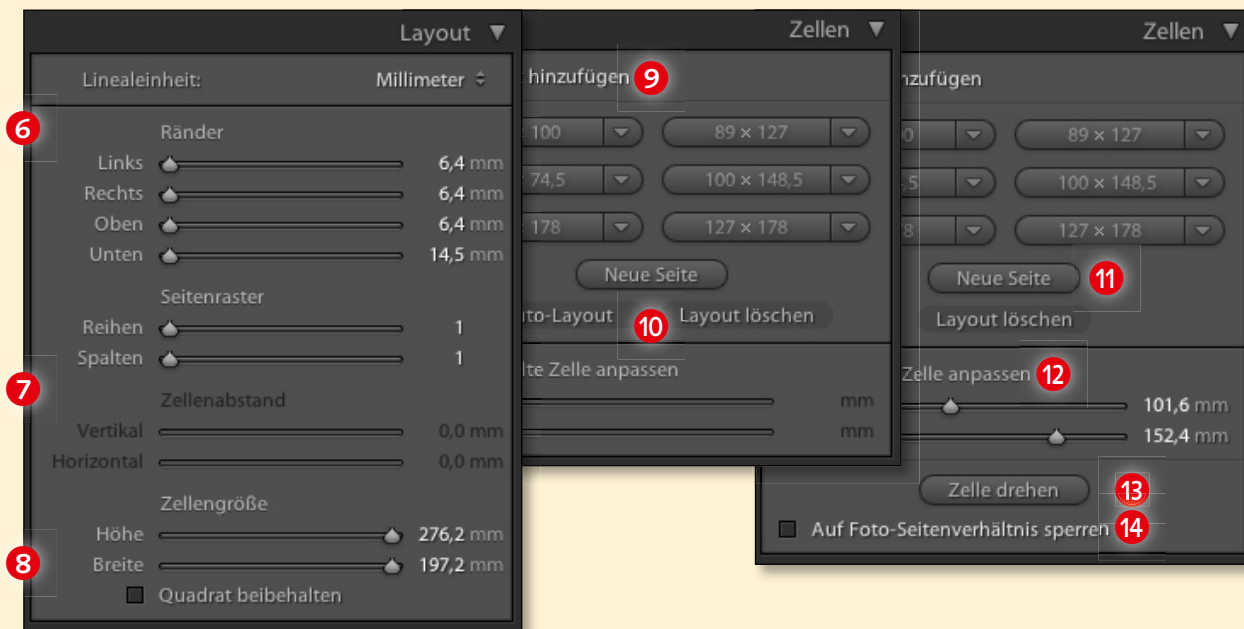 Layout ▼
Linealeinheit: Millimeter
6
Ränder
Links 6,4 mm
Rechts 6,4 mm
Oben 6,4 mm
Unten 14,5 mm
Seitenraster
Reihen 1
Spalten 1
7
Zellenabstand
Vertikal 0,0 mm
Horizontal 0,0 mm
Zellengröße
Höhe 276,2 mm
8
Breite 197,2 mm
Quadrat beibehalten
Zellen ▼
hinzufügen 9
100 89 × 127
74,5 100 × 148,5
178 127 × 178
Neue Seite
to-Layout 10 Layout löschen
lte Zelle anpassen
mm
mm
Zellen ▼
nzufügen
0 89 × 127
,5 100 × 148,5
8 127 × 178
Neue Seite 11
Layout löschen
Zelle anpassen 12
101,6 mm
152,4 mm
Zelle drehen 13
Auf Foto-Seitenverhältnis sperren 14